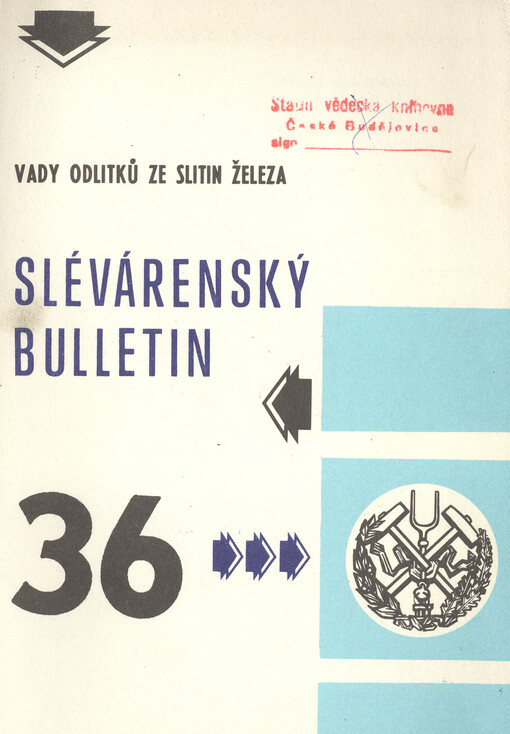 Státní vědecká knihovna
České Budějovice
sign
VADY ODLITKŮ ZE SLITIN ŽELEZA
SLÉVÁRENSKÝ
BULLETIN
36